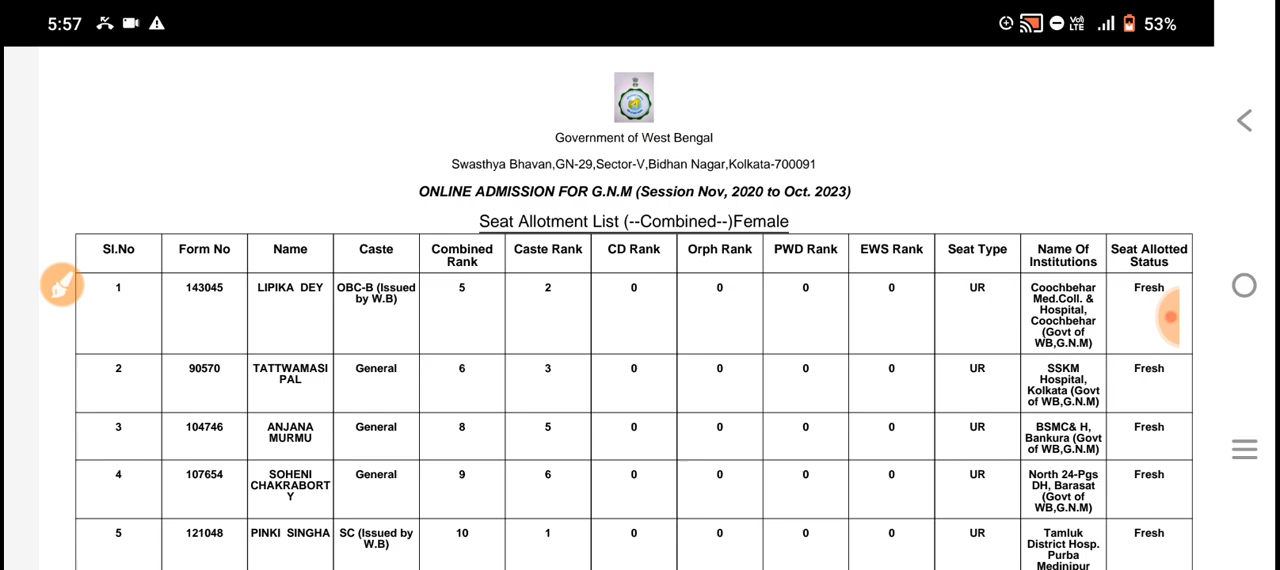 5:57
VoI) LTE
53%
Government of West Bengal
Swasthya Bhavan,GN-29,Sector-V,Bidhan Nagar,Kolkata-700091
ONLINE ADMISSION FOR G.N.M (Session Nov, 2020 to Oct. 2023)
Seat Allotment List (--Combined--)Female
SI.No Form No Name Caste Combined Rank Caste Rank CD Rank Orph Rank PWD Rank EWS Rank Seat Type Name Of Institutions Seat Allotted Status
1 143045 LIPIKA DEY OBC-B (Issued by W.B) 5 2 0 0 0 0 UR Coochbehar Med.Coll. & Hospital, Coochbehar (Govt of WB,G.N.M) Fresh
2 90570 TATTWAMASI PAL General 6 3 0 0 0 0 UR SSKM Hospital, Kolkata (Govt of WB,G.N.M) Fresh
3 104746 ANJANA MURMU General 8 5 0 0 0 0 UR BSMC& H, Bankura (Govt of WB,G.N.M) Fresh
4 107654 SOHENI CHAKRABORT Y General 9 6 0 0 0 0 UR North 24-Pgs DH, Barasat (Govt of WB,G.N.M) Fresh
5 121048 PINKI SINGHA SC (Issued by W.B) 10 1 0 0 0 0 UR Tamluk District Hosp. Purba Medinipur Fresh